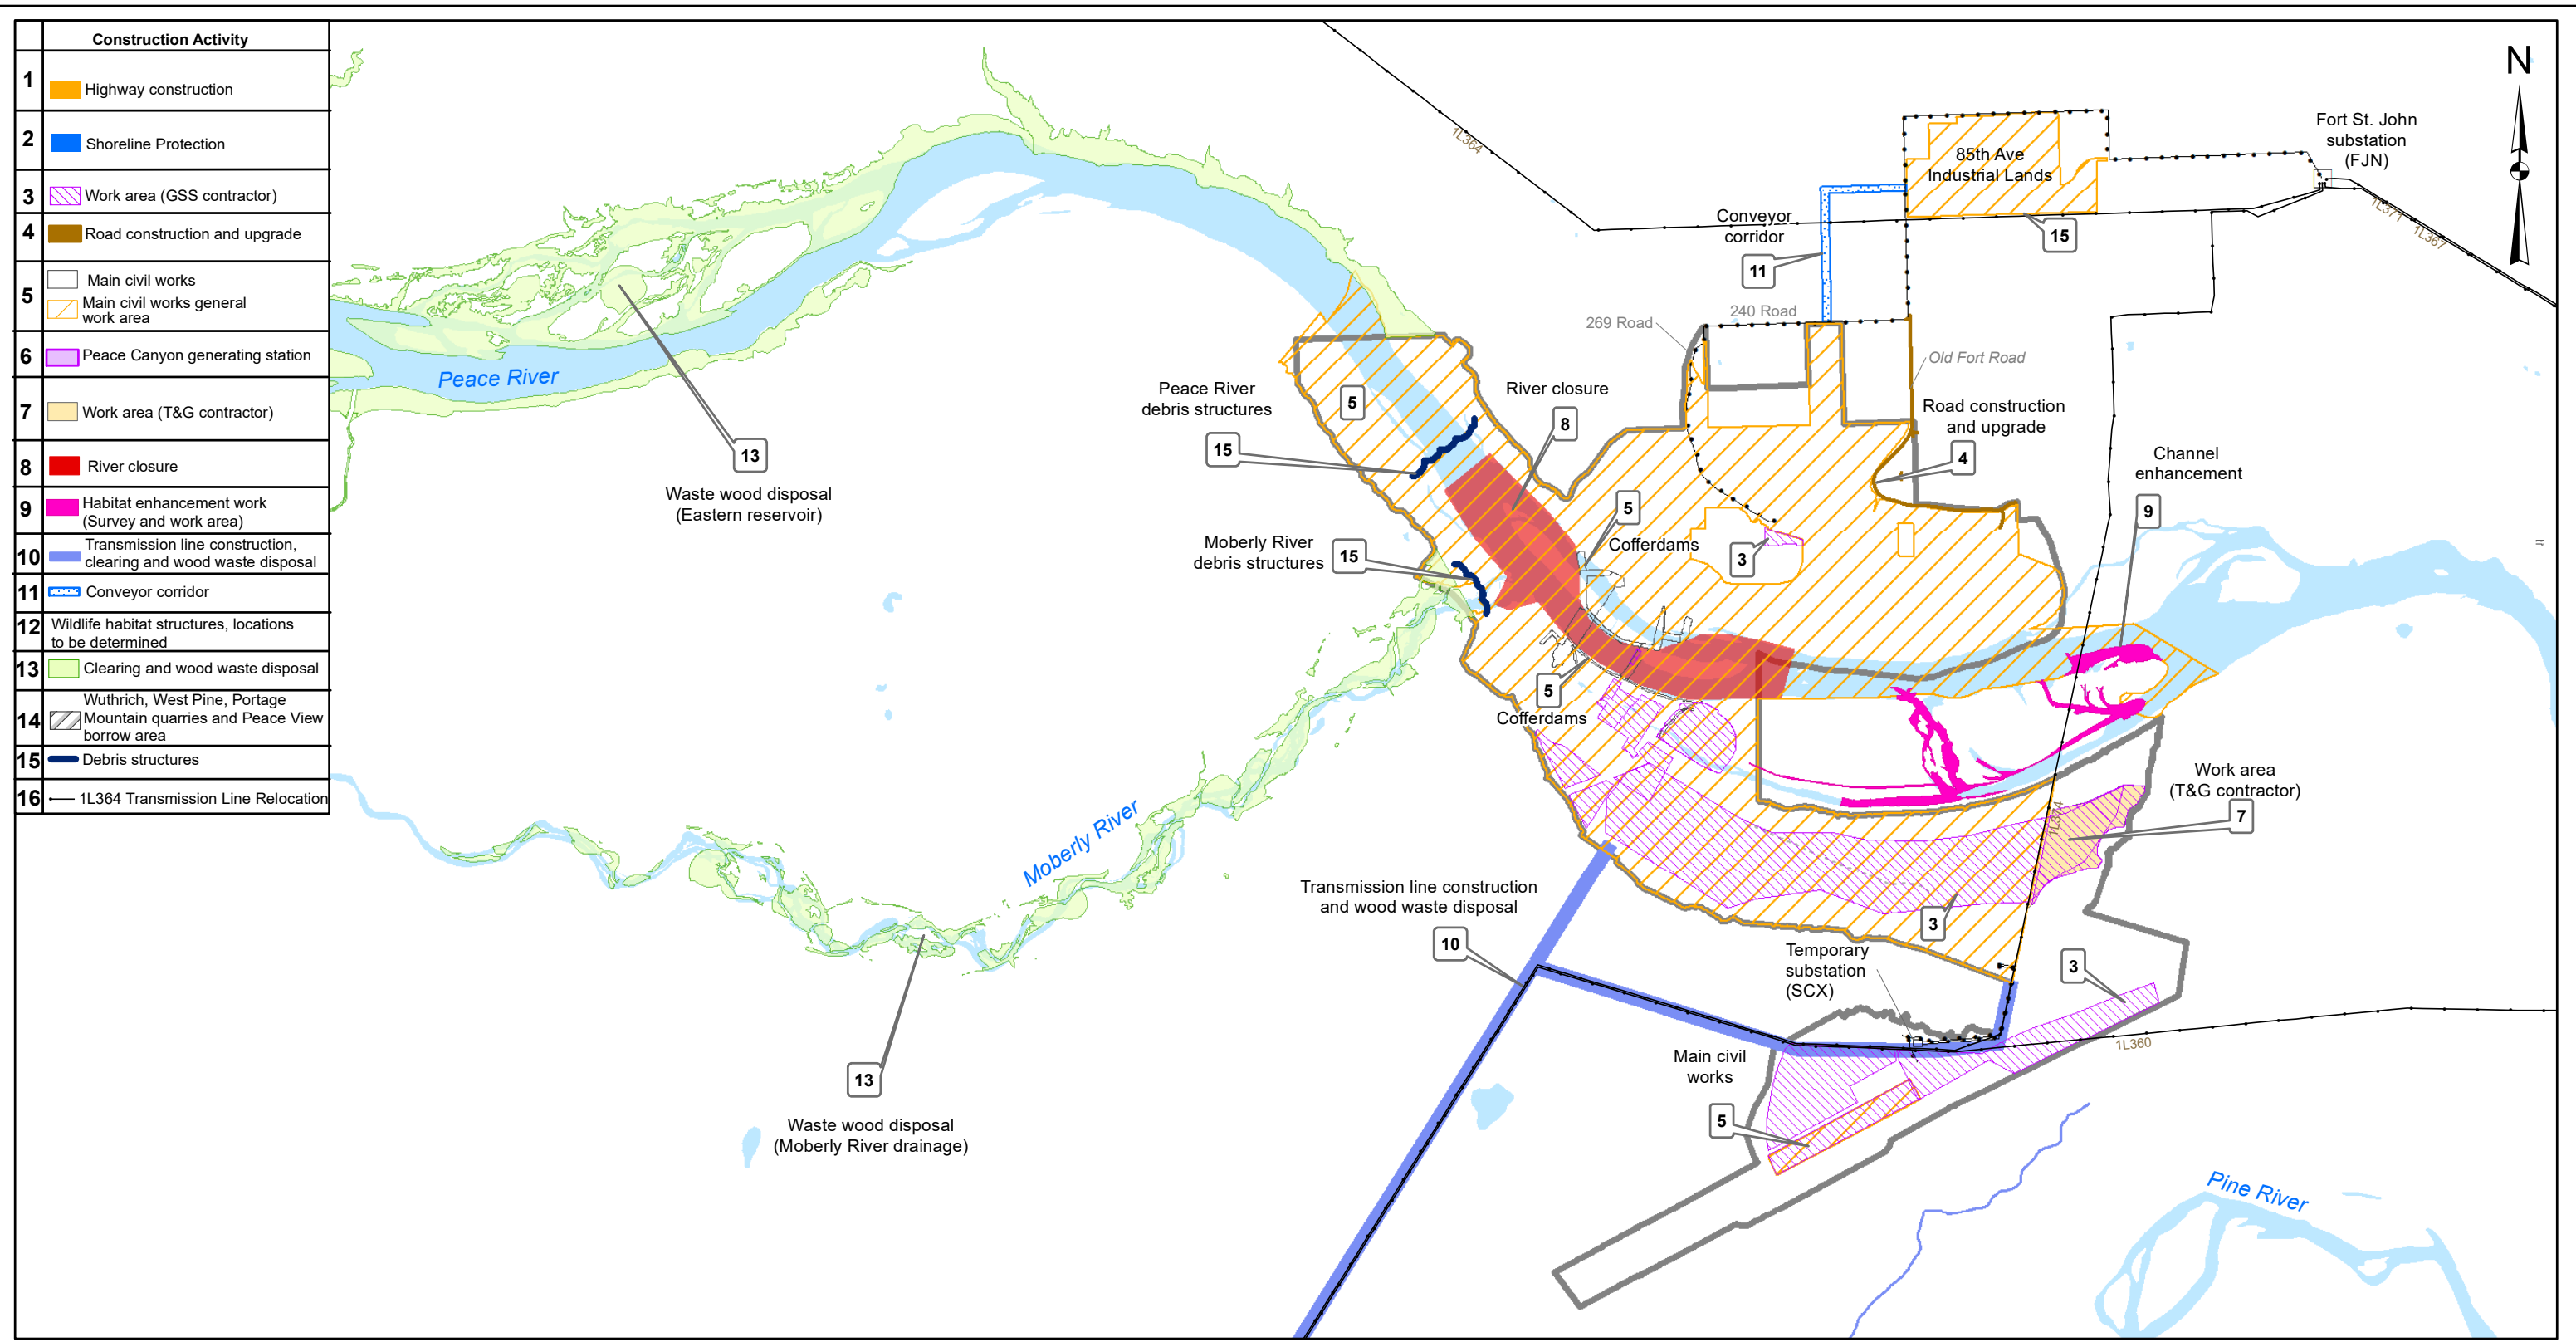 Construction Activity
1 Highway construction
2 Shoreline Protection
3 Work area (GSS contractor)
4 Road construction and upgrade
5 Main civil works
Main civil works general
work area
6 Peace Canyon generating station
7 Work area (T&G contractor)
8 River closure
9 Habitat enhancement work
(Survey and work area)
10 Transmission line construction,
clearing and wood waste disposal
11 Conveyor corridor
12 Wildlife habitat structures, locations
to be determined
13 Clearing and wood waste disposal
14 Wuthrich, West Pine, Portage
Mountain quarries and Peace View
borrow area
15 Debris structures
16 1L364 Transmission Line Relocation
N
1L364
Fort St. John
substation
(FJN)
85th Ave
Industrial Lands
1L371
1L367
15
Conveyor
corridor
11
240 Road
269 Road
Old Fort Road
Peace River
13
Waste wood disposal
(Eastern reservoir)
Peace River
debris structures
15
5
River closure
8
Road construction
and upgrade
4
Channel
enhancement
9
5
Cofferdams
3
Moberly River
debris structures
15
5
Cofferdams
Work area
(T&G contractor)
7
Moberly River
Transmission line construction
and wood waste disposal
10
3
Temporary
substation
(SCX)
3
1L360
Main civil
works
5
13
Waste wood disposal
(Moberly River drainage)
Pine River